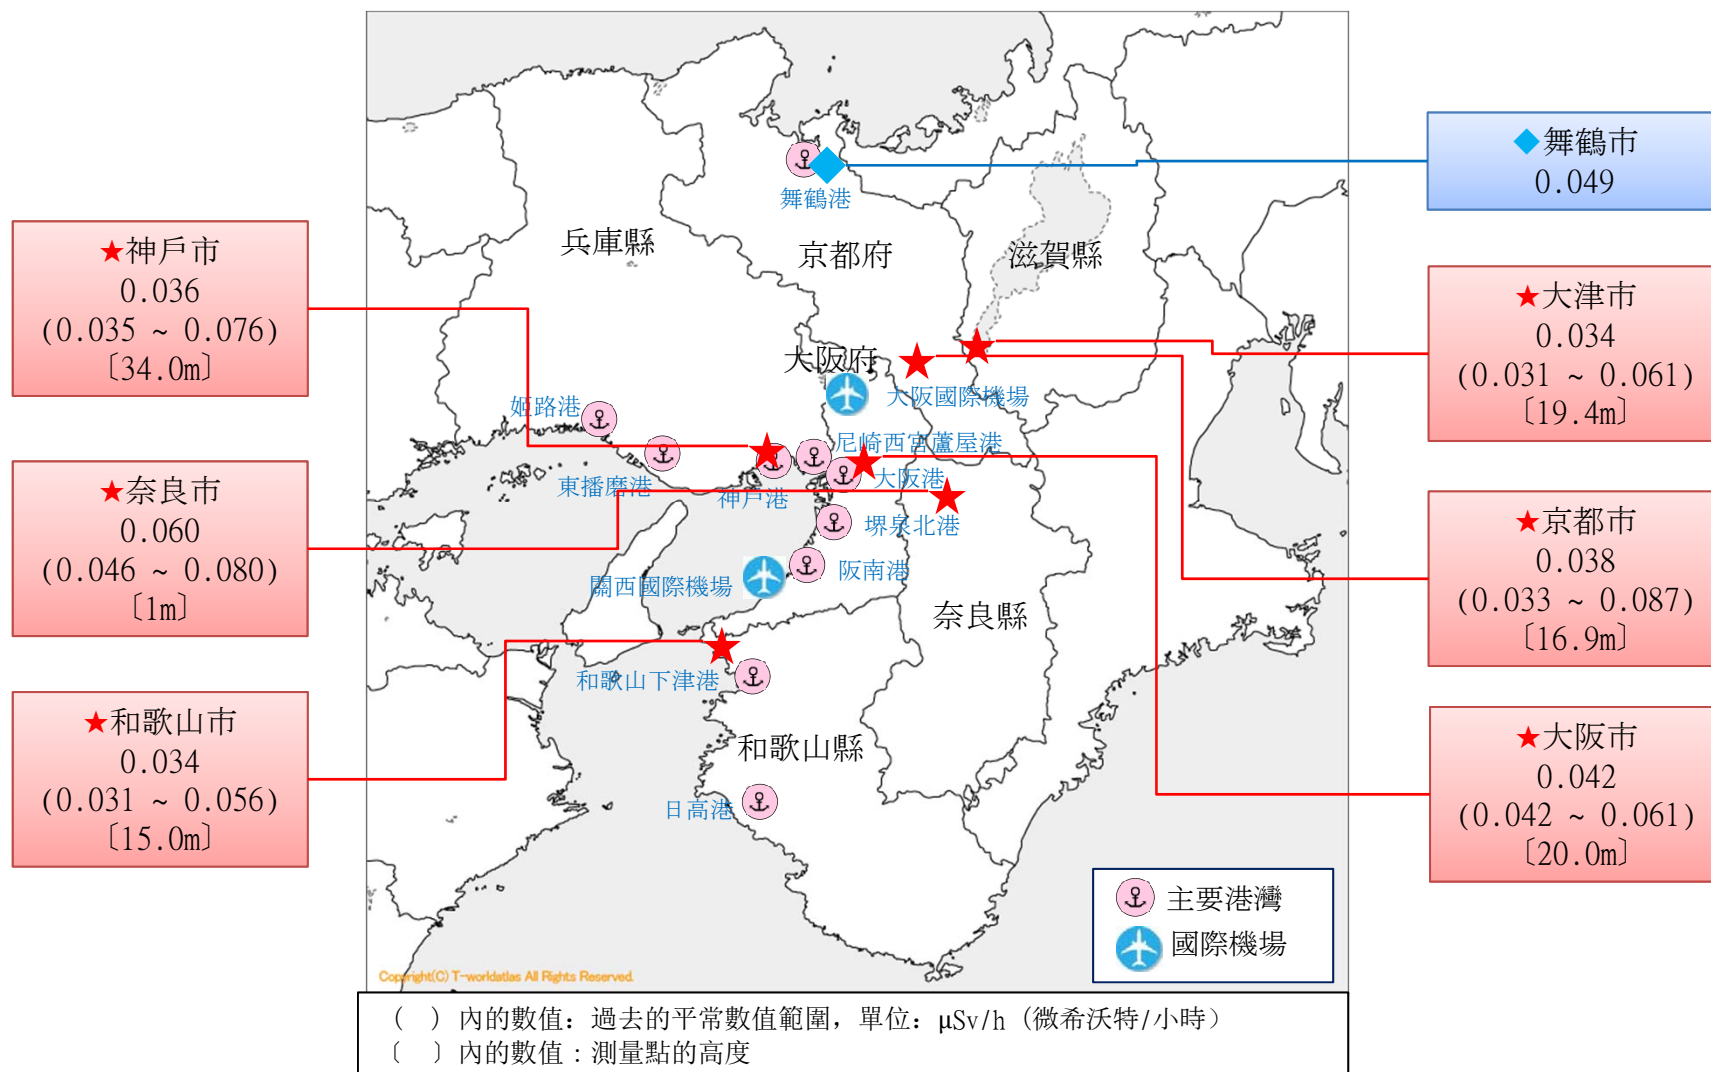 ◆舞鶴市
0.049
舞鶴港
兵庫縣
京都府
滋賀縣
★神戶市
0.036
(0.035 ~ 0.076)
〔34.0m〕
★大津市
0.034
(0.031 ~ 0.061)
〔19.4m〕
大阪府
大阪國際機場
姬路港
尼崎西宮蘆屋港
東播磨港
神戶港
大阪港
★奈良市
0.060
(0.046 ~ 0.080)
〔1m〕
堺泉北港
★京都市
0.038
(0.033 ~ 0.087)
〔16.9m〕
關西國際機場
阪南港
奈良縣
和歌山下津港
★和歌山市
0.034
(0.031 ~ 0.056)
〔15.0m〕
和歌山縣
★大阪市
0.042
(0.042 ~ 0.061)
〔20.0m〕
日高港
主要港灣
國際機場
Copyright(C) T-worldatlas All Rights Reserved.
（　）內的數值：過去的平常數值範圍，單位：μSv/h（微希沃特/小時）
〔　〕內的數值：測量點的高度